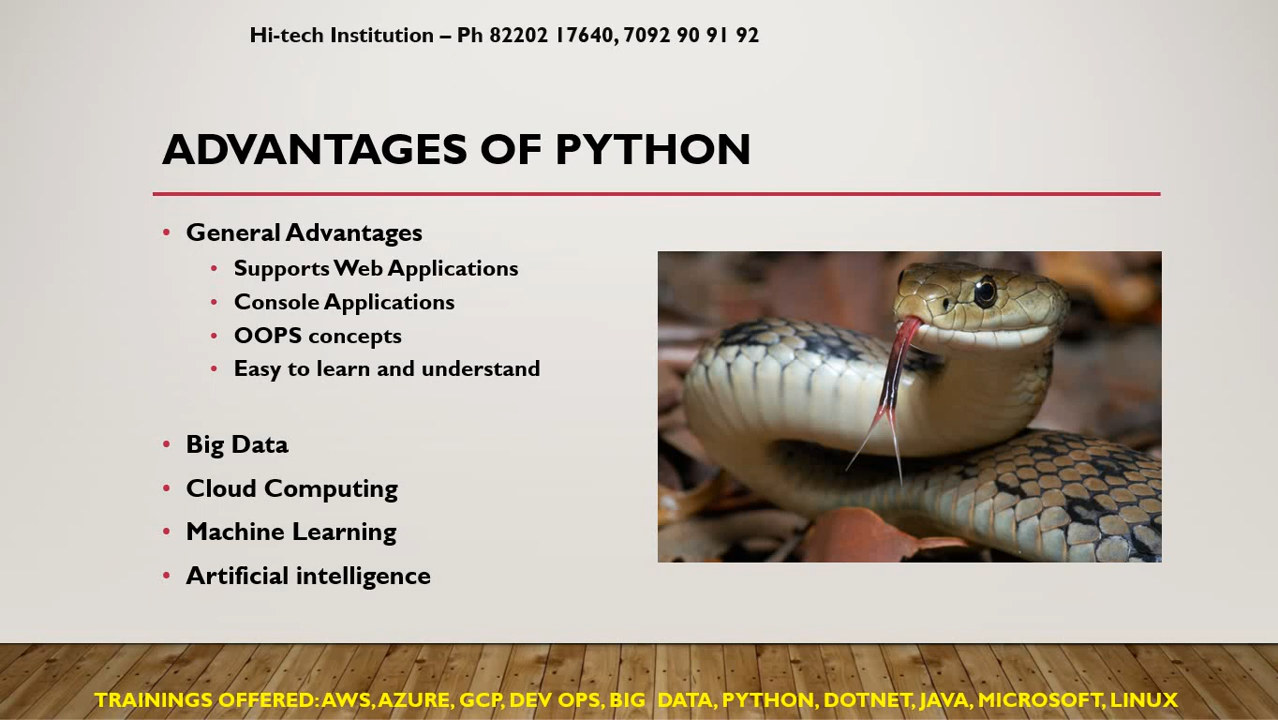 Hi-tech Institution – Ph 82202 17640, 7092 90 91 92
ADVANTAGES OF PYTHON
• General Advantages
• Supports Web Applications
• Console Applications
• OOPS concepts
• Easy to learn and understand
• Big Data
• Cloud Computing
• Machine Learning
• Artificial intelligence
TRAININGS OFFERED: AWS, AZURE, GCP, DEV OPS, BIG DATA, PYTHON, DOTNET, JAVA, MICROSOFT, LINUX